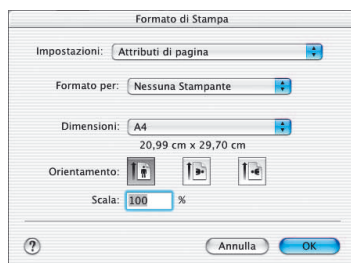 Formato di Stampa
Impostazioni: Attributi di pagina
Formato per: Nessuna Stampante
Dimensioni: A4
20,99 cm x 29,70 cm
Orientamento:
Scala: 100 %
? Annulla OK